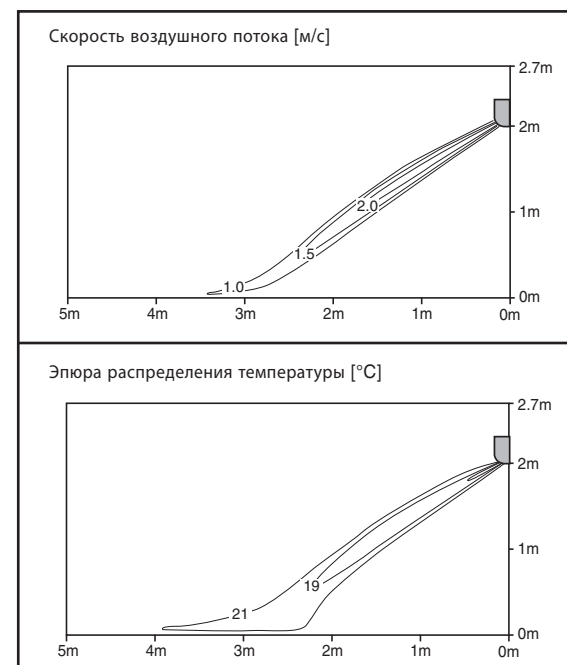 Скорость воздушного потока [м/с]
2.7m
2m
2.0
1m
1.5
1.0
0m
5m 4m 3m 2m 1m 0m
Эпюра распределения температуры [°C]
2.7m
2m
1m
19
21
0m
5m 4m 3m 2m 1m 0m